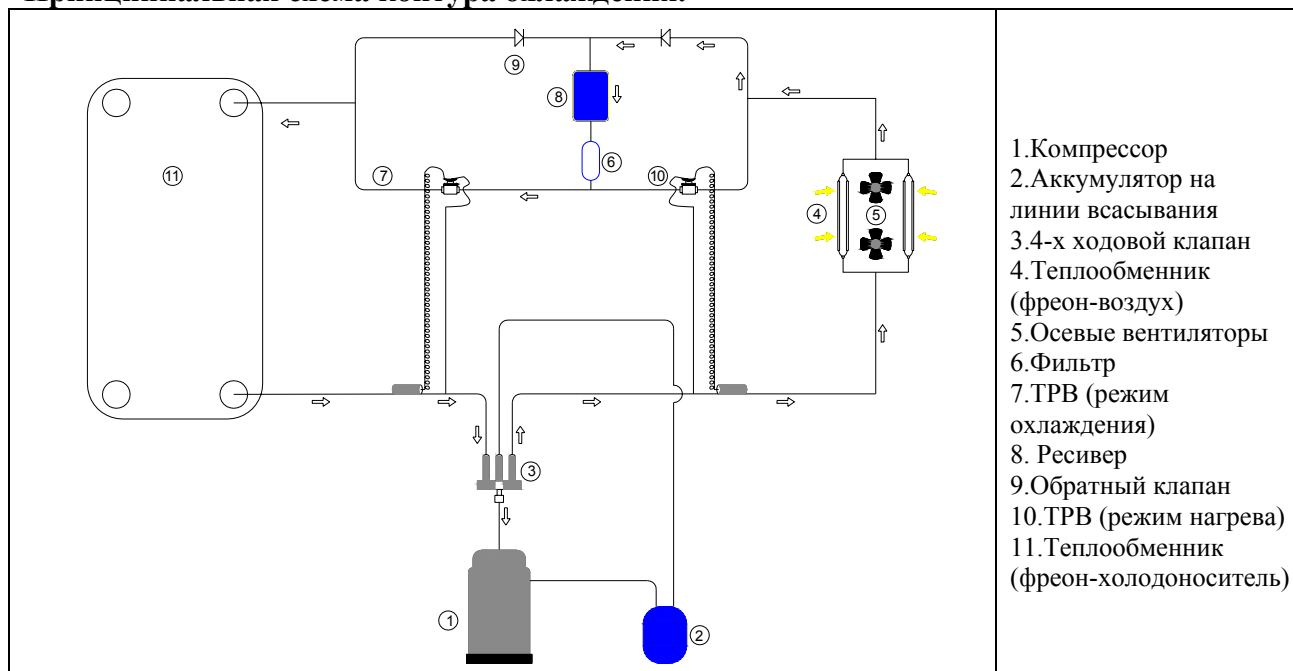 Принципиальная схема контура охлаждения.
9
8
6
7
10
11
4
5
3
1
2
1.Компрессор
2.Аккумулятор на
линии всасывания
3.4-х ходовой клапан
4.Теплообменник
(фреон-воздух)
5.Осевые вентиляторы
6.Фильтр
7.ТРВ (режим
охлаждения)
8. Ресивер
9.Обратный клапан
10.ТРВ (режим нагрева)
11.Теплообменник
(фреон-холодоноситель)